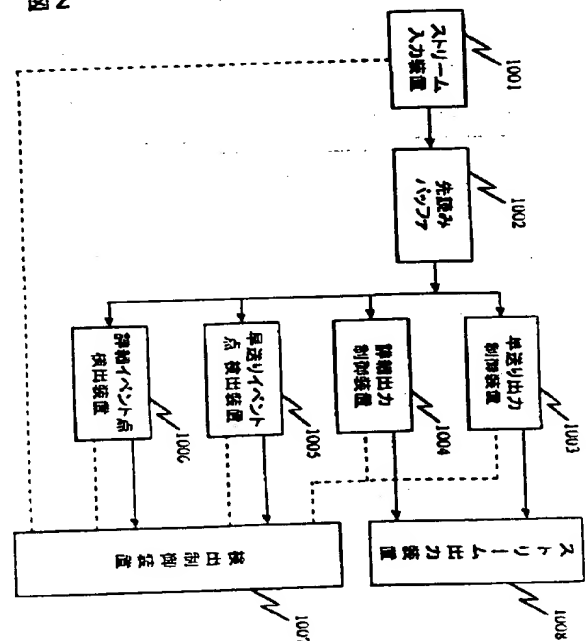 図2
ストリーム
入力装置
1001
先読み
バッファ
1002
早送り出力
制御装置
1003
詳細出力
制御装置
1004
早送りイベント
点 検出装置
1005
詳細イベント点
検出装置
1006
検出制御装置
1007
ストリーム出力装置
1008